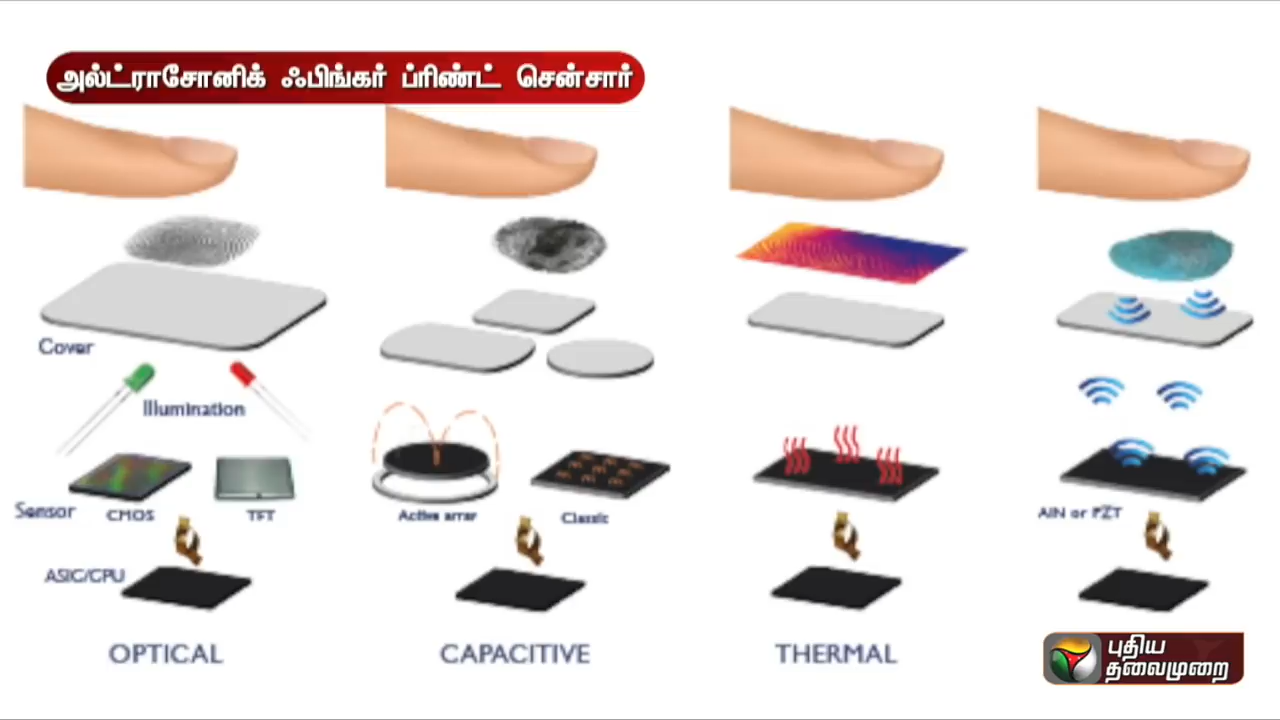 அல்ட்ராசோனிக் ஃபிங்கர் ப்ரிண்ட் சென்சார்
Cover
Illumination
Sensor
CMOS
TFT
Active array
Classic
AlN or PZT
ASIC/CPU
OPTICAL
CAPACITIVE
THERMAL
புதிய
தலைமுறை